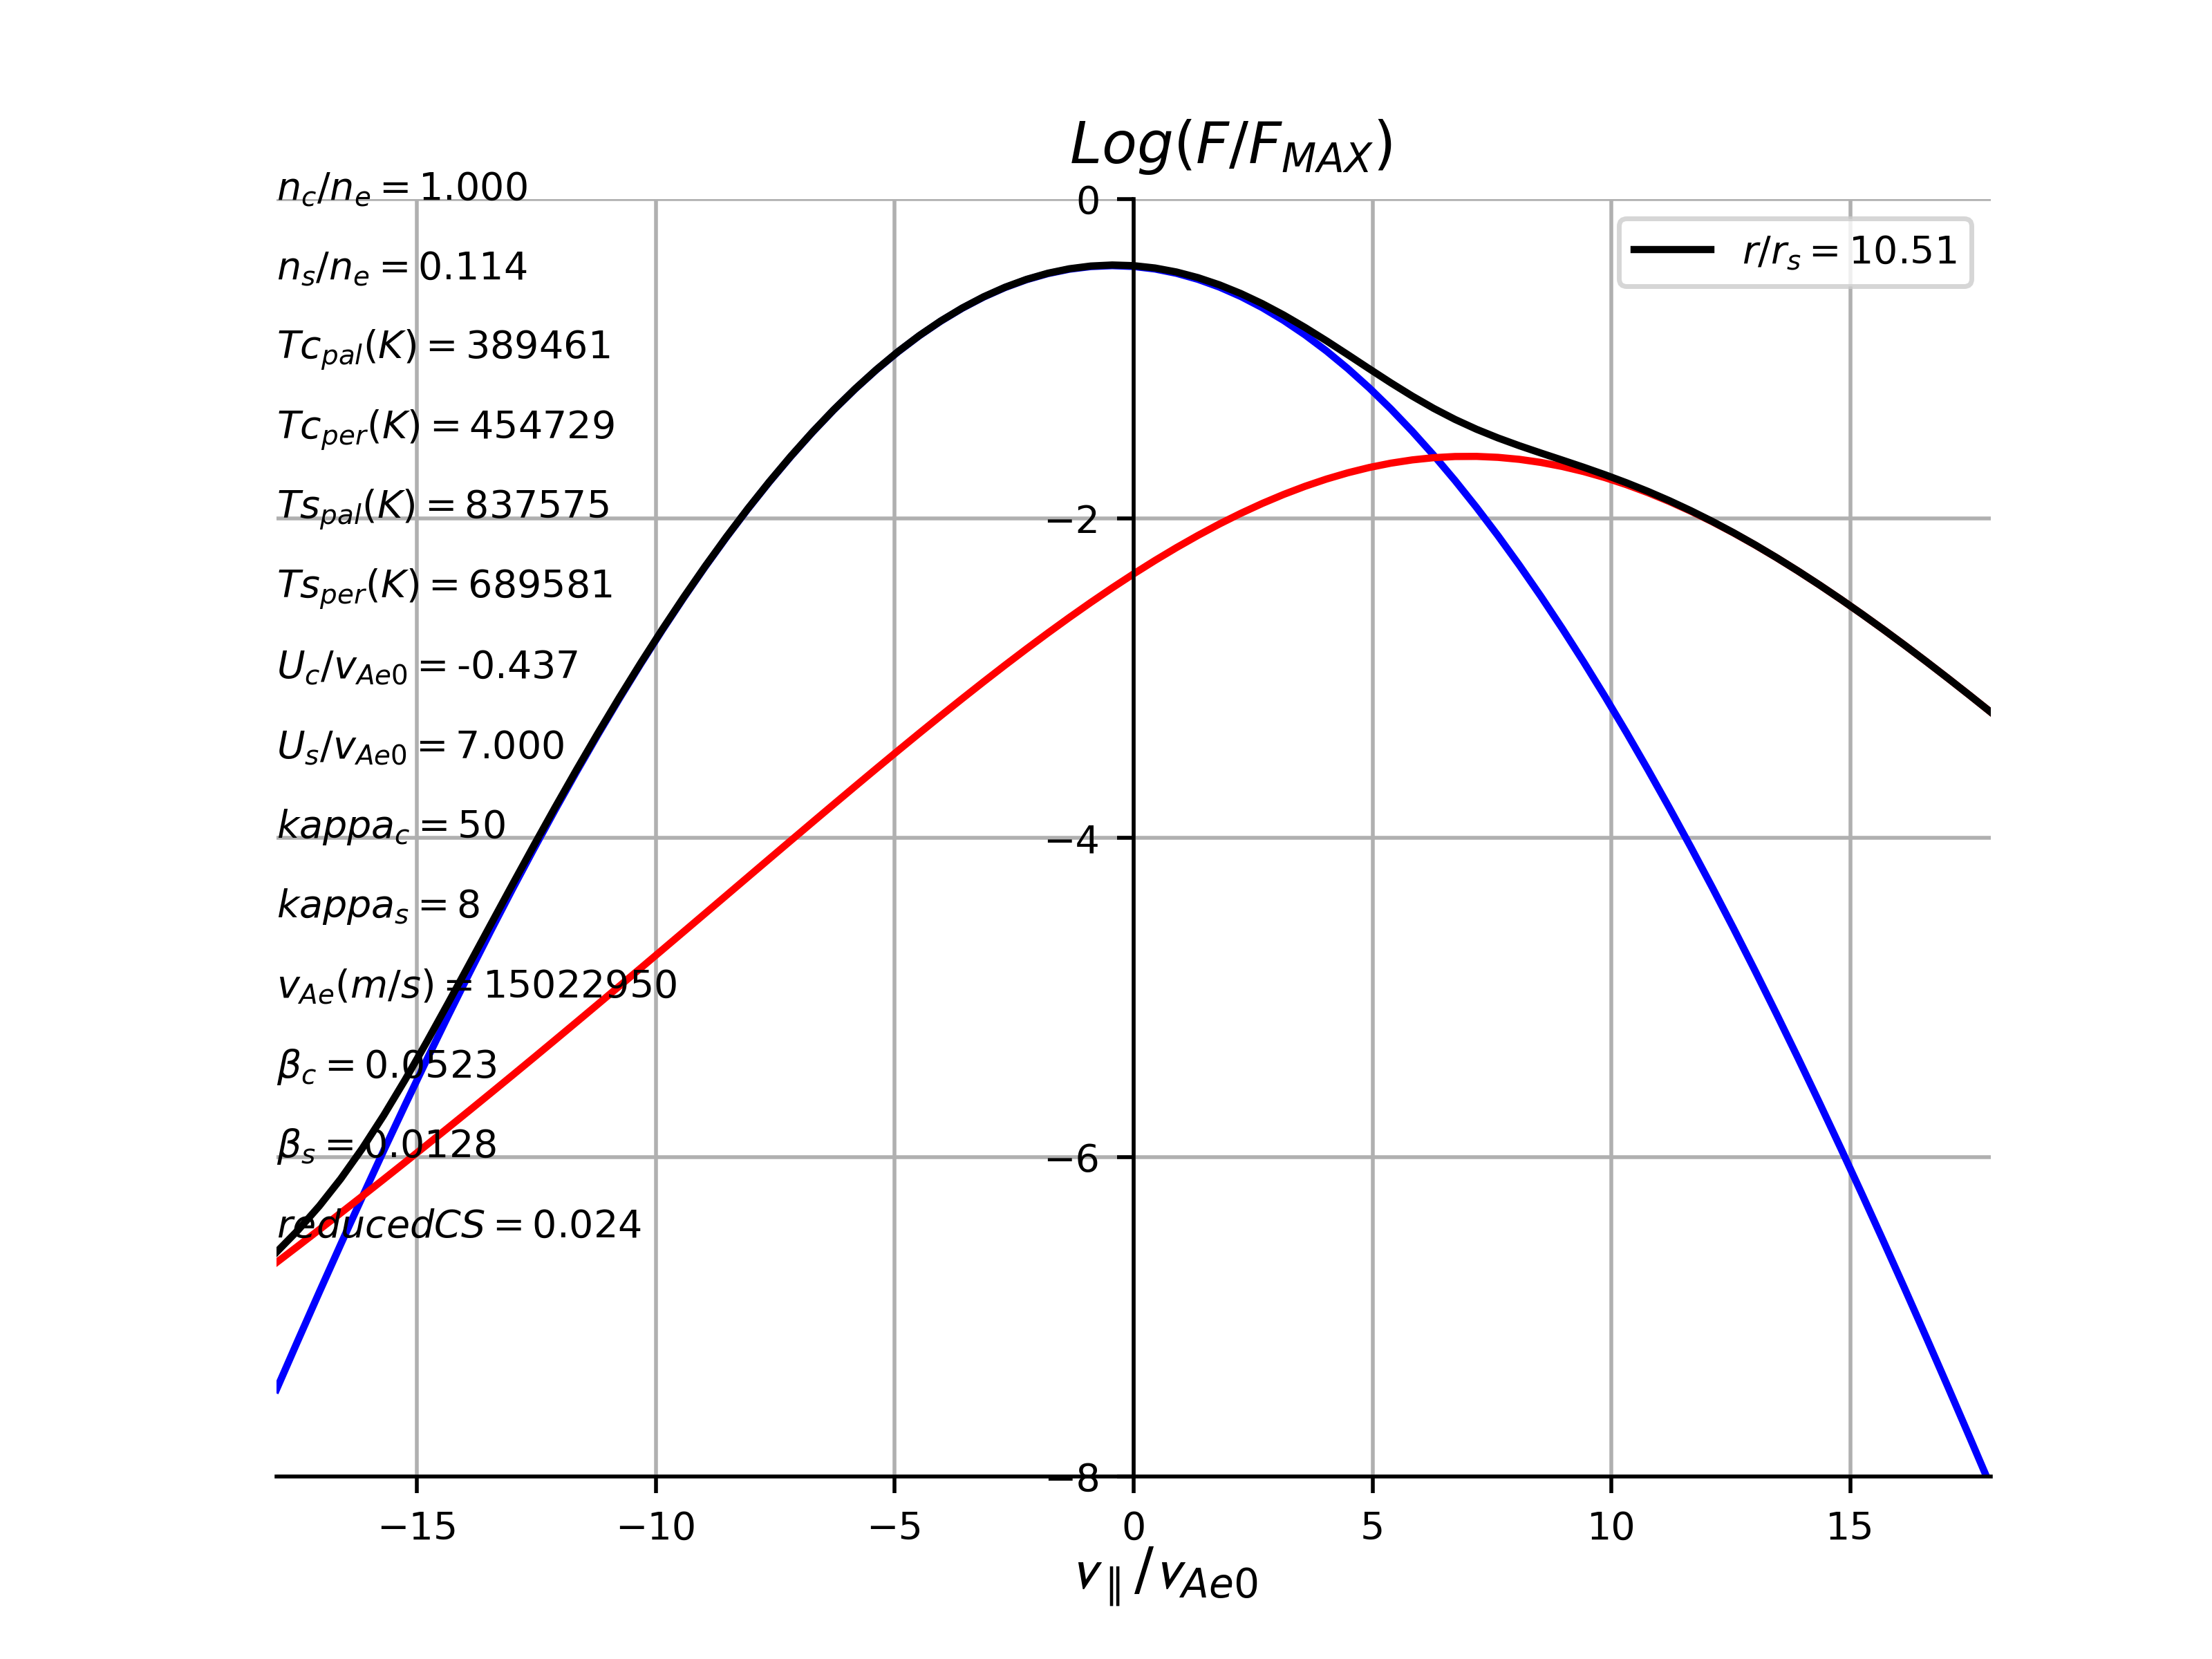 Log(F/F_MAX)
n_c/n_e = 1.000
0
r/r_s = 10.51
n_s/n_e = 0.114
Tc_pal(K) = 389461
Tc_per(K) = 454729
Ts_pal(K) = 837575
−2
Ts_per(K) = 689581
U_c/v_Ae0 = -0.437
U_s/v_Ae0 = 7.000
kappa_c = 50
−4
kappa_s = 8
v_Ae(m/s) = 15022950
β_c = 0.0523
β_s = 0.0128
−6
reducedCS = 0.024
−8
−15 −10 −5 0 5 10 15
v_∥/v_Ae0